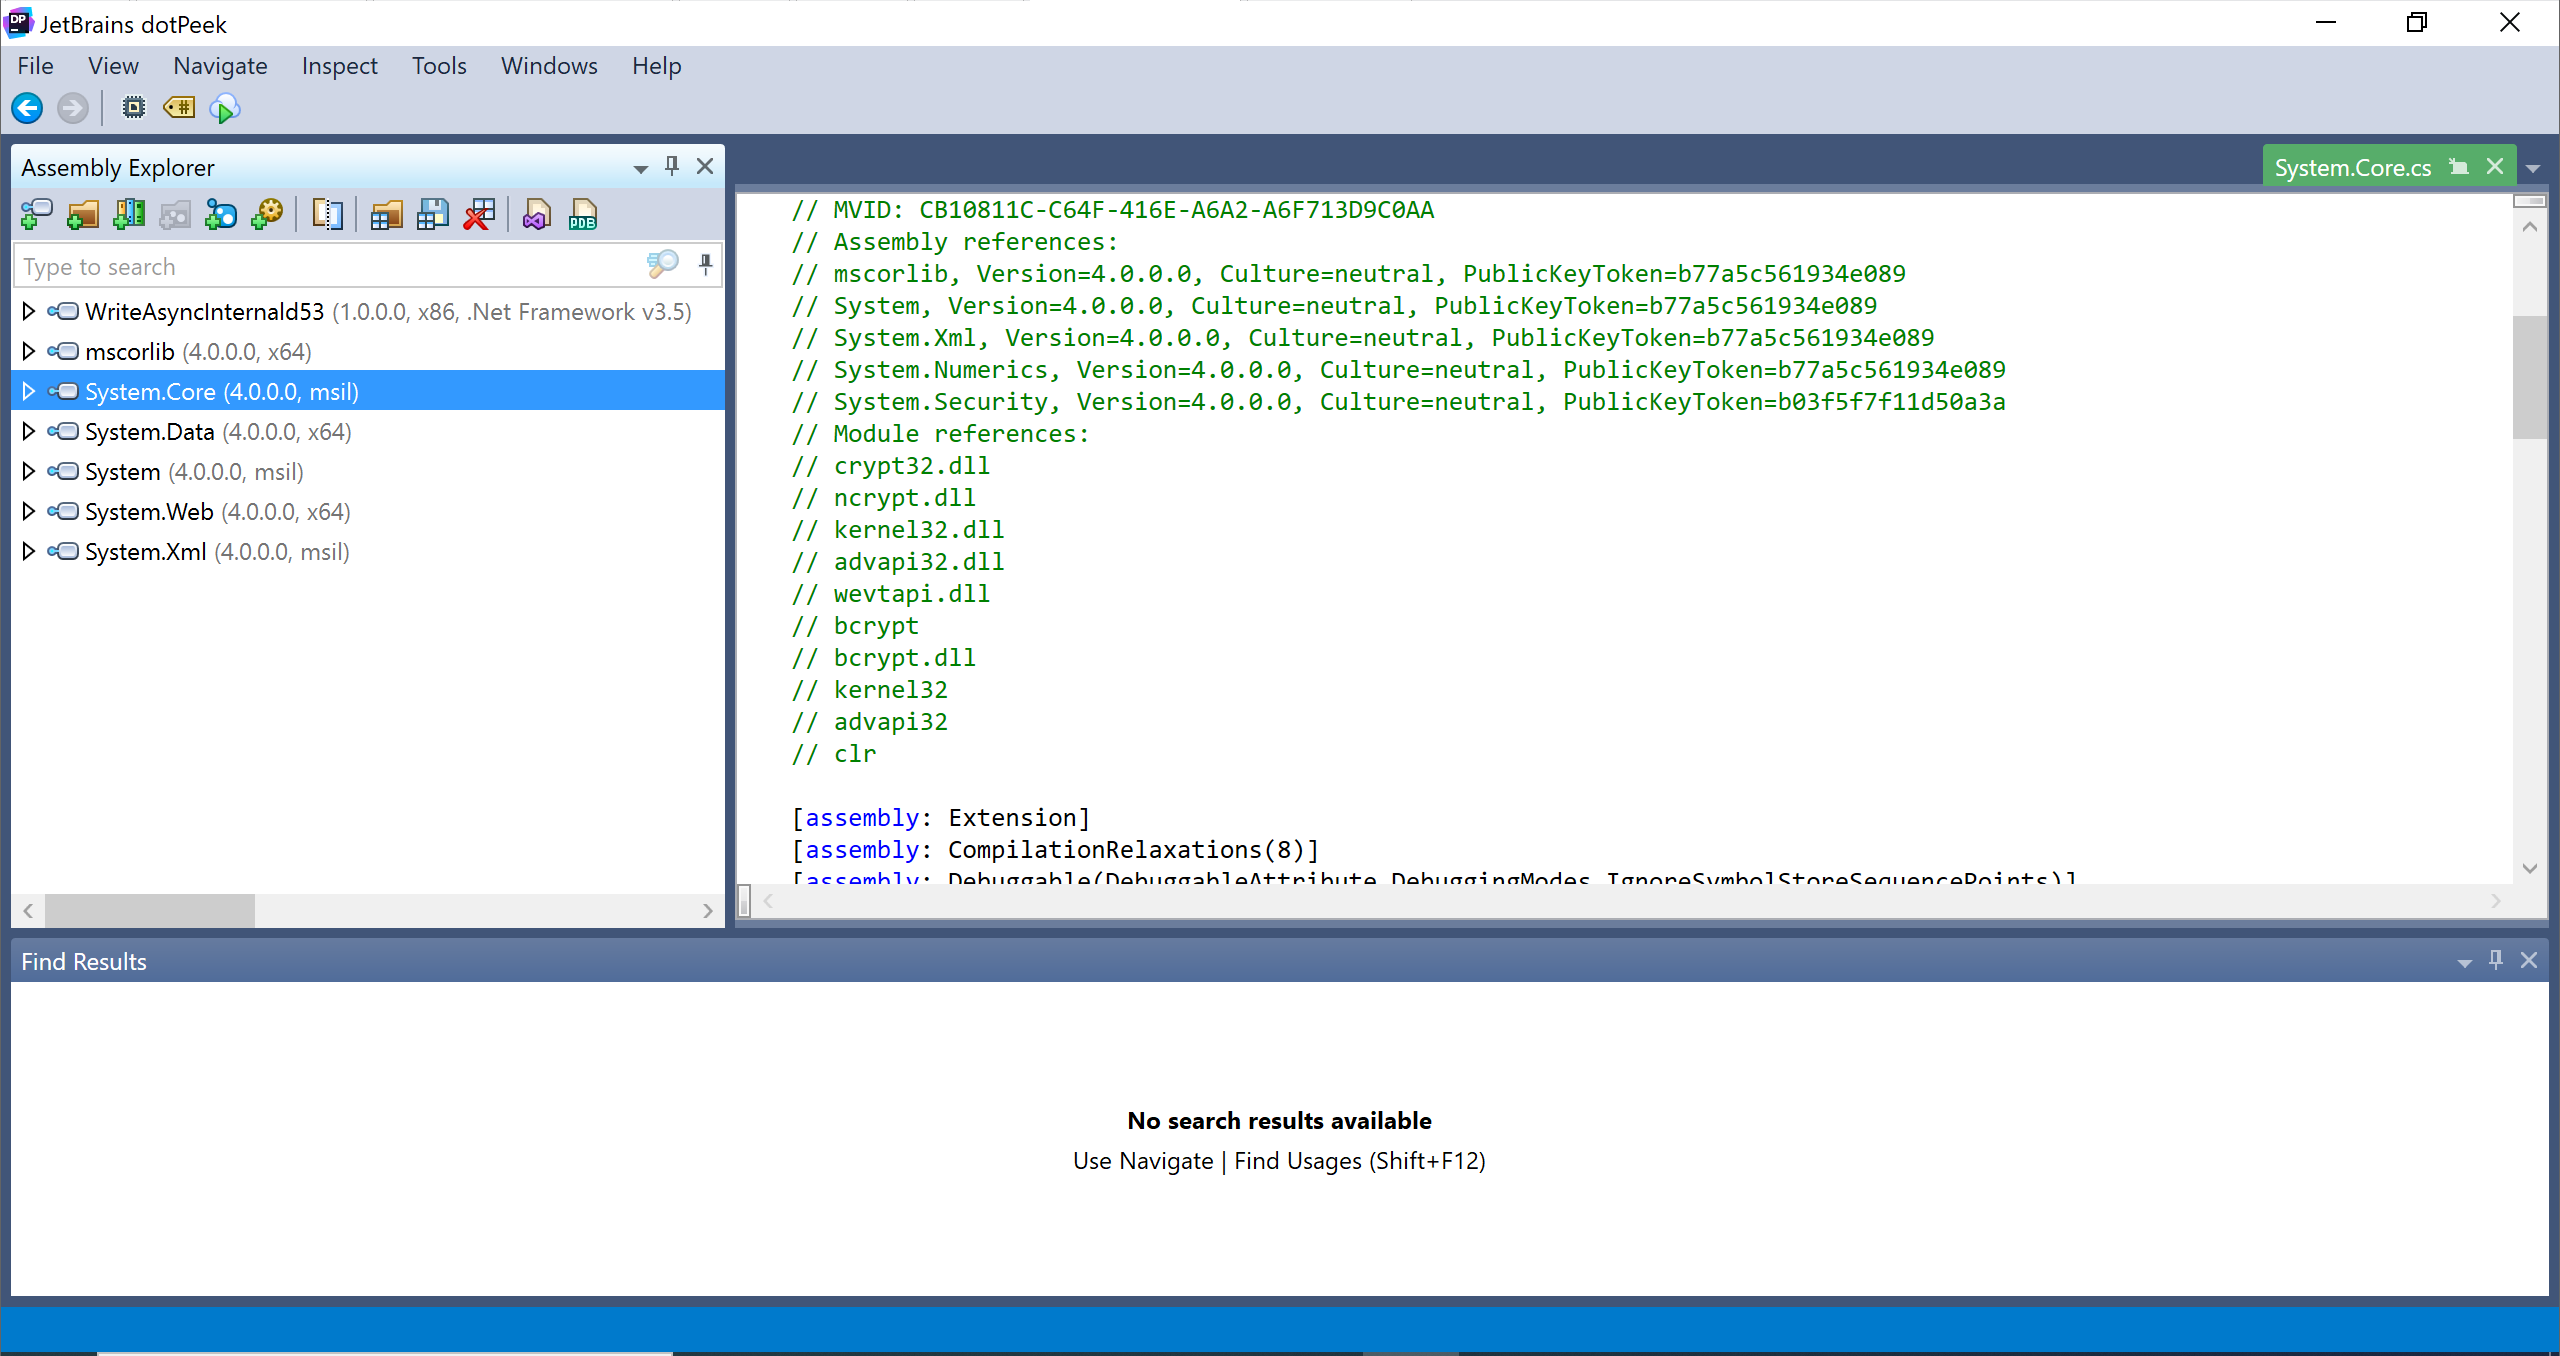 JetBrains dotPeek
File View Navigate Inspect Tools Windows Help
Assembly Explorer
Type to search
WriteAsyncInternald53 (1.0.0.0, x86, .Net Framework v3.5)
mscorlib (4.0.0.0, x64)
System.Core (4.0.0.0, msil)
System.Data (4.0.0.0, x64)
System (4.0.0.0, msil)
System.Web (4.0.0.0, x64)
System.Xml (4.0.0.0, msil)
System.Core.cs
// MVID: CB10811C-C64F-416E-A6A2-A6F713D9C0AA
// Assembly references:
// mscorlib, Version=4.0.0.0, Culture=neutral, PublicKeyToken=b77a5c561934e089
// System, Version=4.0.0.0, Culture=neutral, PublicKeyToken=b77a5c561934e089
// System.Xml, Version=4.0.0.0, Culture=neutral, PublicKeyToken=b77a5c561934e089
// System.Numerics, Version=4.0.0.0, Culture=neutral, PublicKeyToken=b77a5c561934e089
// System.Security, Version=4.0.0.0, Culture=neutral, PublicKeyToken=b03f5f7f11d50a3a
// Module references:
// crypt32.dll
// ncrypt.dll
// kernel32.dll
// advapi32.dll
// wevtapi.dll
// bcrypt
// bcrypt.dll
// kernel32
// advapi32
// clr
[assembly: Extension]
[assembly: CompilationRelaxations(8)]
[assembly: Debuggable(DebuggableAttribute.DebuggingModes.IgnoreSymbolStoreSequencePoints)]
Find Results
No search results available
Use Navigate | Find Usages (Shift+F12)